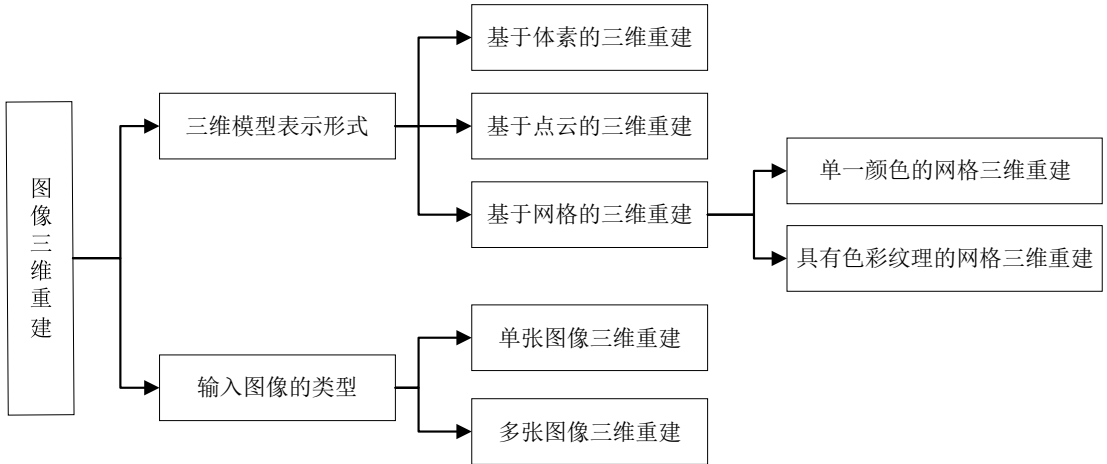 图像三维重建
三维模型表示形式
基于体素的三维重建
基于点云的三维重建
基于网格的三维重建
单一颜色的网格三维重建
具有色彩纹理的网格三维重建
输入图像的类型
单张图像三维重建
多张图像三维重建